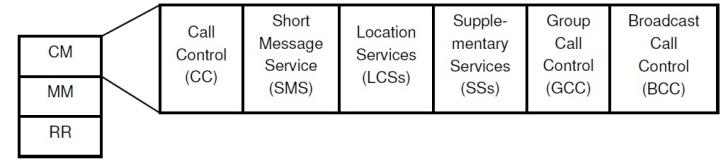 CM
MM
RR
Call
Control
(CC)
Short
Message
Service
(SMS)
Location
Services
(LCSs)
Supple-
mentary
Services
(SSs)
Group
Call
Control
(GCC)
Broadcast
Call
Control
(BCC)